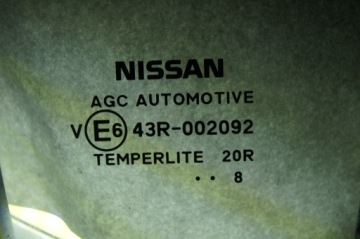 NISSAN
AGC AUTOMOTIVE
V E6 43R-002092
TEMPERLITE 20R
•• 8